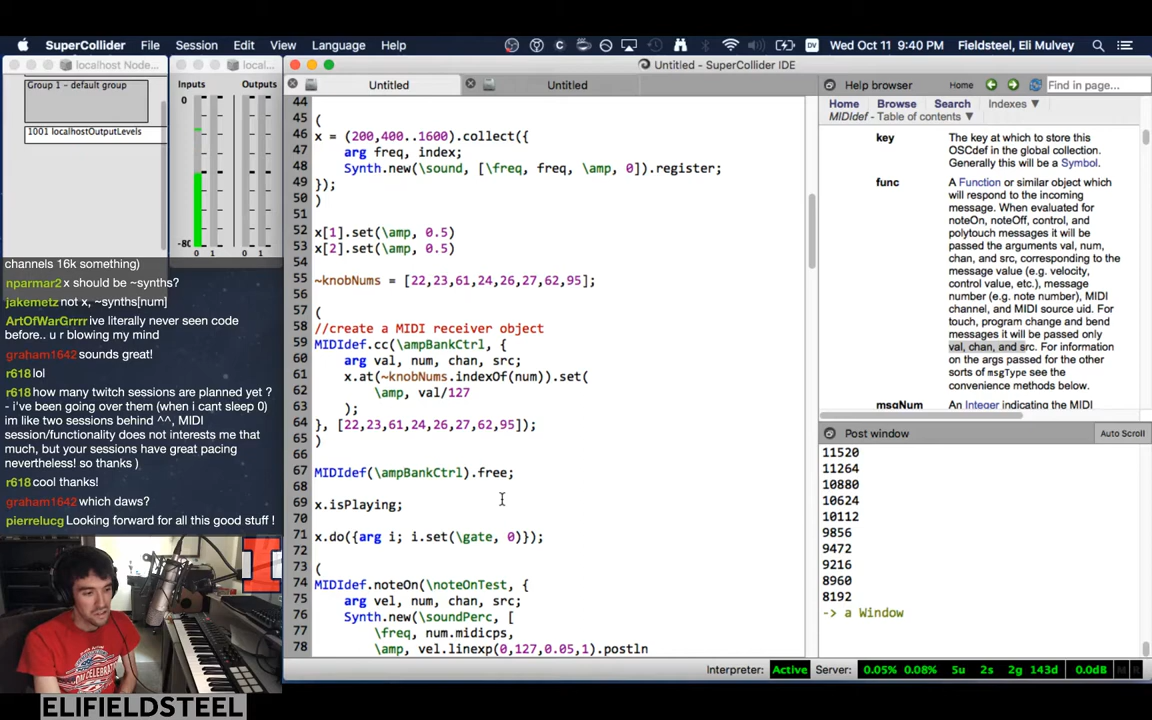 SuperCollider File Session Edit View Language Help
DV Wed Oct 11 9:40 PM Fieldsteel, Eli Mulvey
localhost Node...
local...
Untitled - SuperCollider IDE
Group 1 - default group
1001 localhostOutputLevels
Inputs Outputs
0
-80
0 1 0 1
channels 16k something)
nparmar2 x should be ~synths?
jakemetz not x, ~synths[num]
ArtOfWarGrrrr ive literally never seen code
before.. u r blowing my mind
graham1642 sounds great!
r618 lol
r618 how many twitch sessions are planned yet ?
- i've been going over them (when i cant sleep 0)
im like two sessions behind ^^, MIDI
session/functionality does not interests me that
much, but your sessions have great pacing
nevertheless! so thanks )
r618 cool thanks!
graham1642 which daws?
pierrelucg Looking forward for all this good stuff !
ELIFIELDSTEEL
Untitled Untitled
44
45 (
46 x = (200,400..1600).collect({
47 arg freq, index;
48 Synth.new(\sound, [\freq, freq, \amp, 0]).register;
49 });
50 )
51
52 x[1].set(\amp, 0.5)
53 x[2].set(\amp, 0.5)
54
55 ~knobNums = [22,23,61,24,26,27,62,95];
56
57 (
58 //create a MIDI receiver object
59 MIDIdef.cc(\ampBankCtrl, {
60 arg val, num, chan, src;
61 x.at(~knobNums.indexOf(num)).set(
62 \amp, val/127
63 );
64 }, [22,23,61,24,26,27,62,95]);
65 )
66
67 MIDIdef(\ampBankCtrl).free;
68
69 x.isPlaying;
70
71 x.do({arg i; i.set(\gate, 0)});
72
73 (
74 MIDIdef.noteOn(\noteOnTest, {
75 arg vel, num, chan, src;
76 Synth.new(\soundPerc, [
77 \freq, num.midicps,
78 \amp, vel.linexp(0,127,0.05,1).postln
Help browser Home Find in page...
Home Browse Search Indexes ▼
MIDIdef - Table of contents ▼
key The key at which to store this
OSCdef in the global collection.
Generally this will be a Symbol.
func A Function or similar object which
will respond to the incoming
message. When evaluated for
noteOn, noteOff, control, and
polytouch messages it will be
passed the arguments val, num,
chan, and src, corresponding to
the message value (e.g. velocity,
control value, etc.), message
number (e.g. note number), MIDI
channel, and MIDI source uid. For
touch, program change and bend
messages it will be passed only
val, chan, and src. For information
on the args passed for the other
sorts of msgType see the
convenience methods below.
msgNum An Integer indicating the MIDI
Post window Auto Scroll
11520
11264
10880
10624
10112
9856
9472
9216
8960
8192
-> a Window
Interpreter: Active Server: 0.05% 0.08% 5u 2s 2g 143d 0.0dB M R